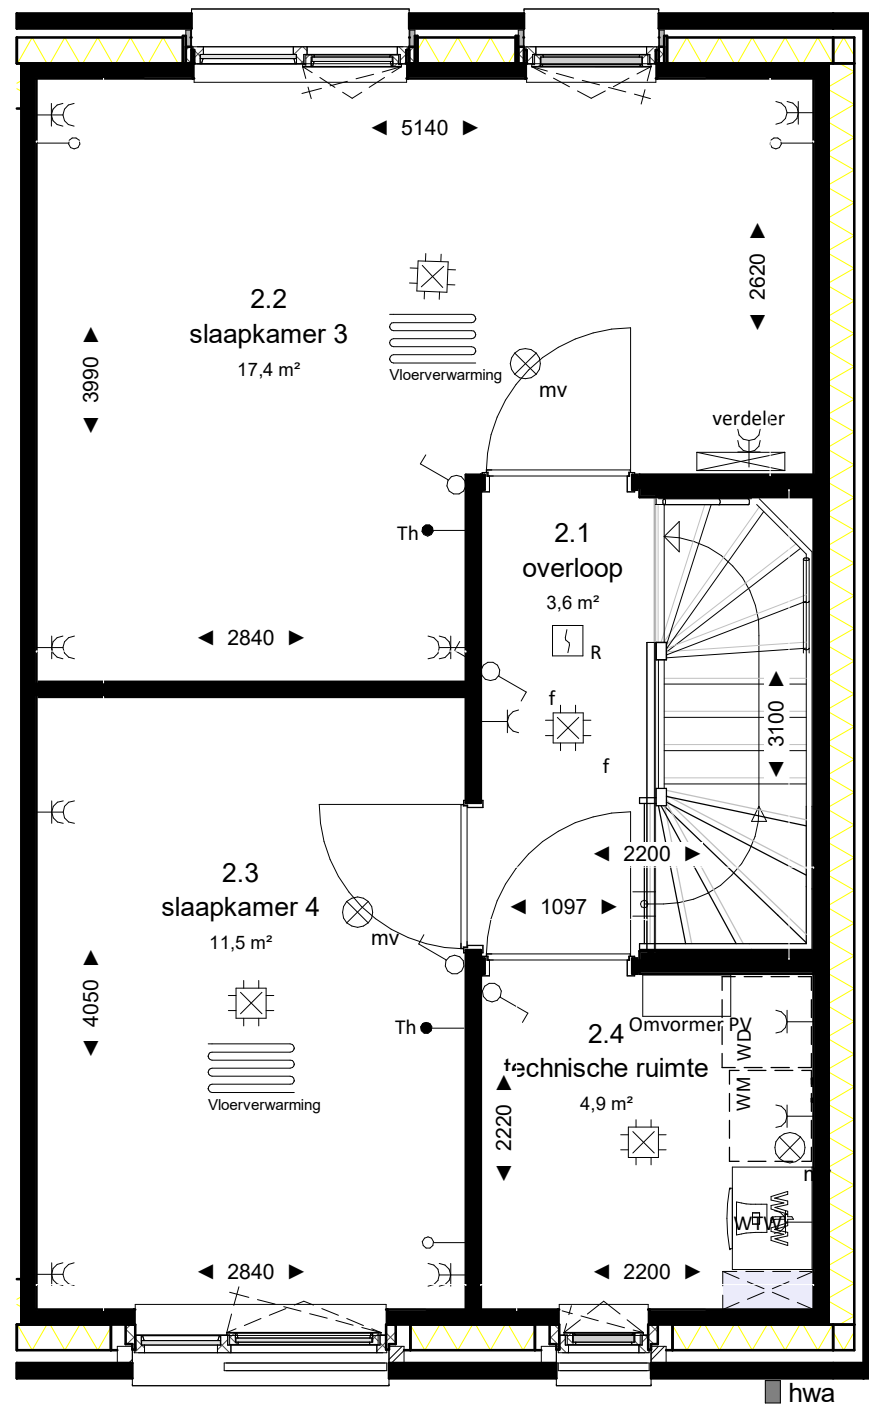 5140
2620
2.2
slaapkamer 3
17,4 m²
3990
Vloerverwarming
mv
verdeler
Th
2.1
overloop
3,6 m²
R
2840
f
f
3100
2200
1097
2.3
slaapkamer 4
11,5 m²
mv
4050
Th
Vloerverwarming
Omvormer PV
2.4
technische ruimte
4,9 m²
WD
WM
2220
WTW
2840
2200
hwa